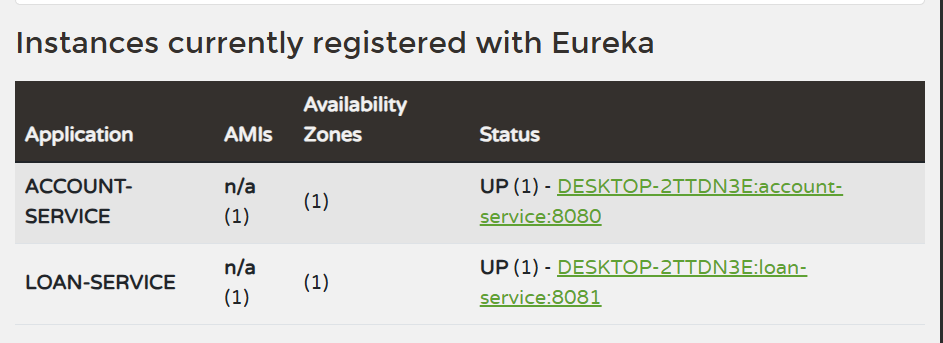 Instances currently registered with Eureka
Application AMIs Availability Zones Status
ACCOUNT-SERVICE n/a (1) (1) UP (1) - DESKTOP-2TTDN3E:account-service:8080
LOAN-SERVICE n/a (1) (1) UP (1) - DESKTOP-2TTDN3E:loan-service:8081